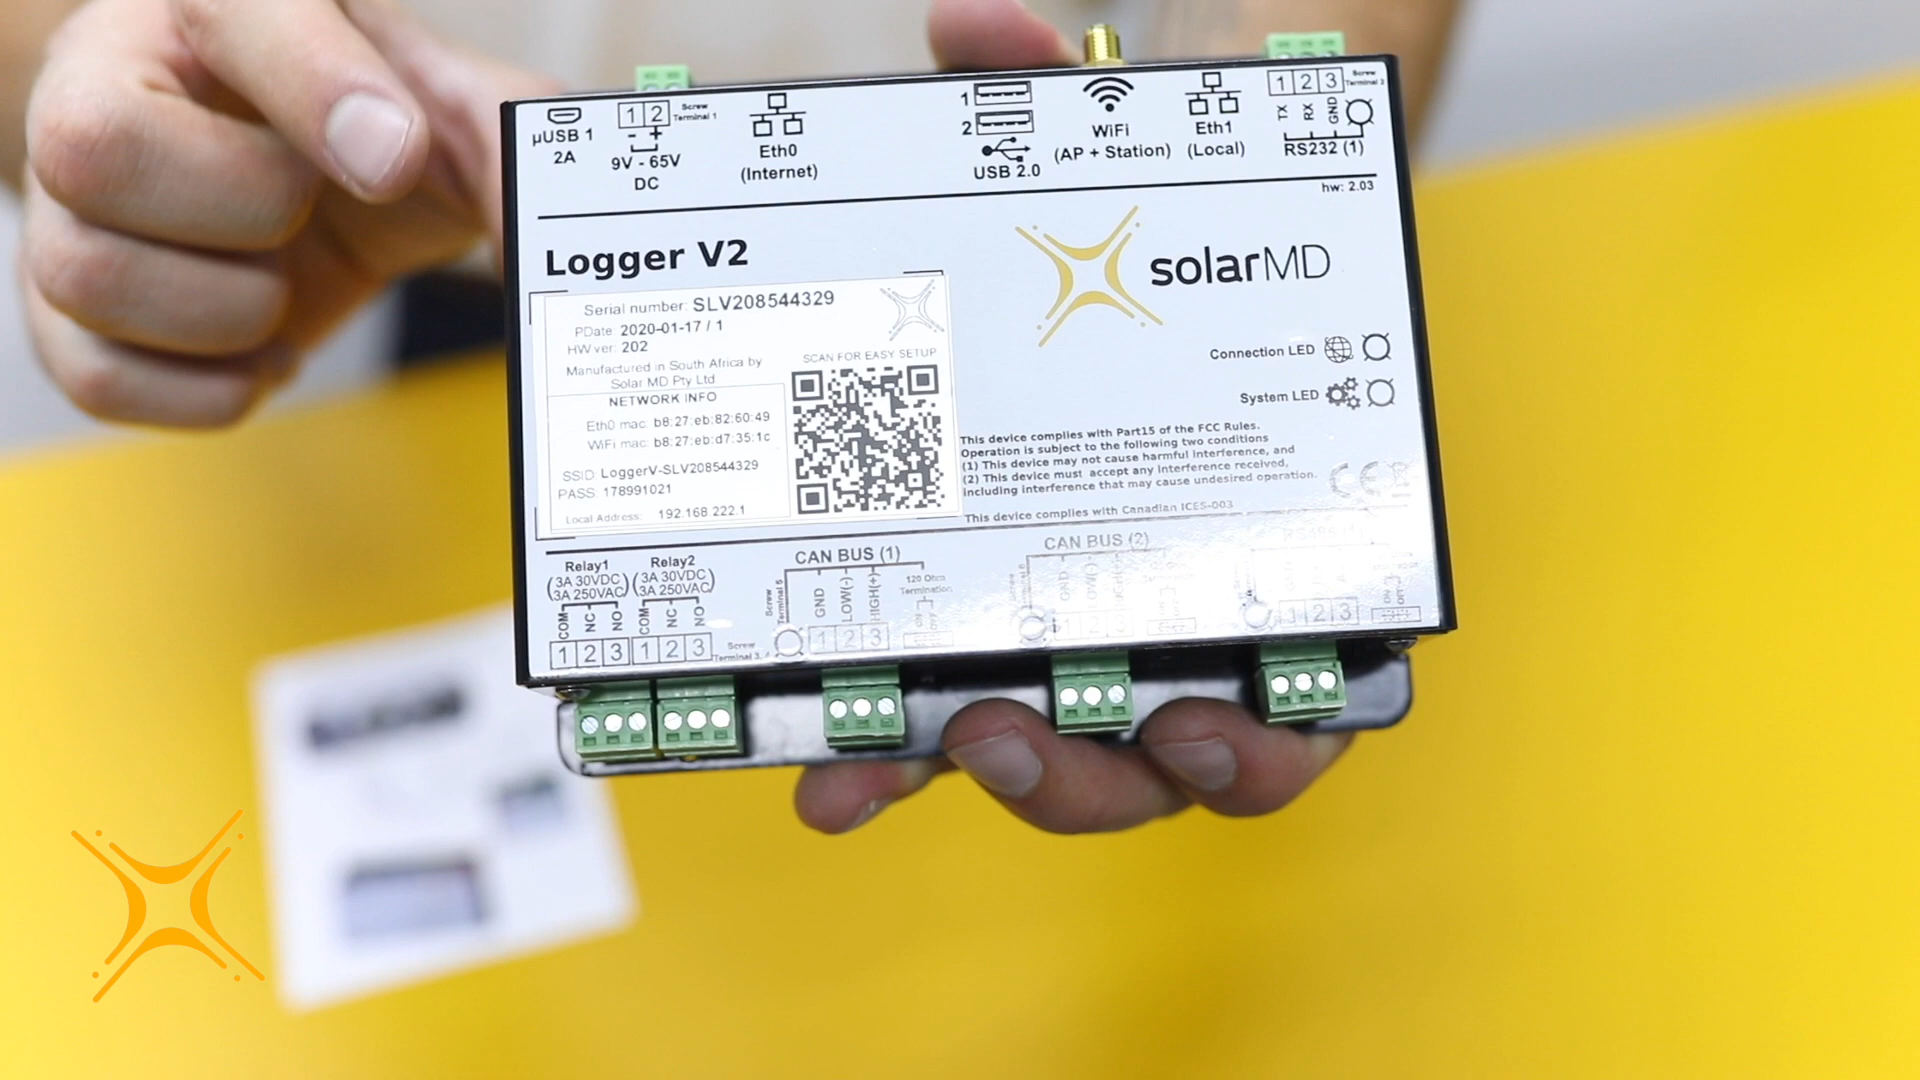 µUSB 1
2A
1 2
Screw
Terminal 1
- +
9V - 65V
DC
Eth0
(Internet)
1
2
USB 2.0
WiFi
(AP + Station)
Eth1
(Local)
1 2 3
Screw
Terminal 2
TX RX GND
RS232 (1)
hw: 2.03
Logger V2
solarMD
Serial number: SLV208544329
PDate: 2020-01-17 / 1
HW ver: 202
Manufactured in South Africa by
Solar MD Pty Ltd
SCAN FOR EASY SETUP
NETWORK INFO
Eth0 mac: b8:27:eb:82:60:49
WiFi mac: b8:27:eb:d7:35:1c
SSID: LoggerV-SLV208544329
PASS: 178991021
Local Address: 192.168.222.1
Connection LED
System LED
This device complies with Part15 of the FCC Rules.
Operation is subject to the following two conditions
(1) This device may not cause harmful interference, and
(2) This device must accept any interference received,
including interference that may cause undesired operation.
This device complies with Canadian ICES-003
CE
Relay1
(3A 30VDC
3A 250VAC)
COM NC NO
1 2 3
Relay2
(3A 30VDC
3A 250VAC)
COM NC NO
1 2 3
Screw
Terminal 3,
CAN BUS (1)
Screw
Terminal 5
GND LOW(-) HIGH(+)
1 2 3
120 Ohm
Termination
ON
OFF
CAN BUS (2)
GND LOW(-)
1 2 3
RS485 (1)
1 2 3